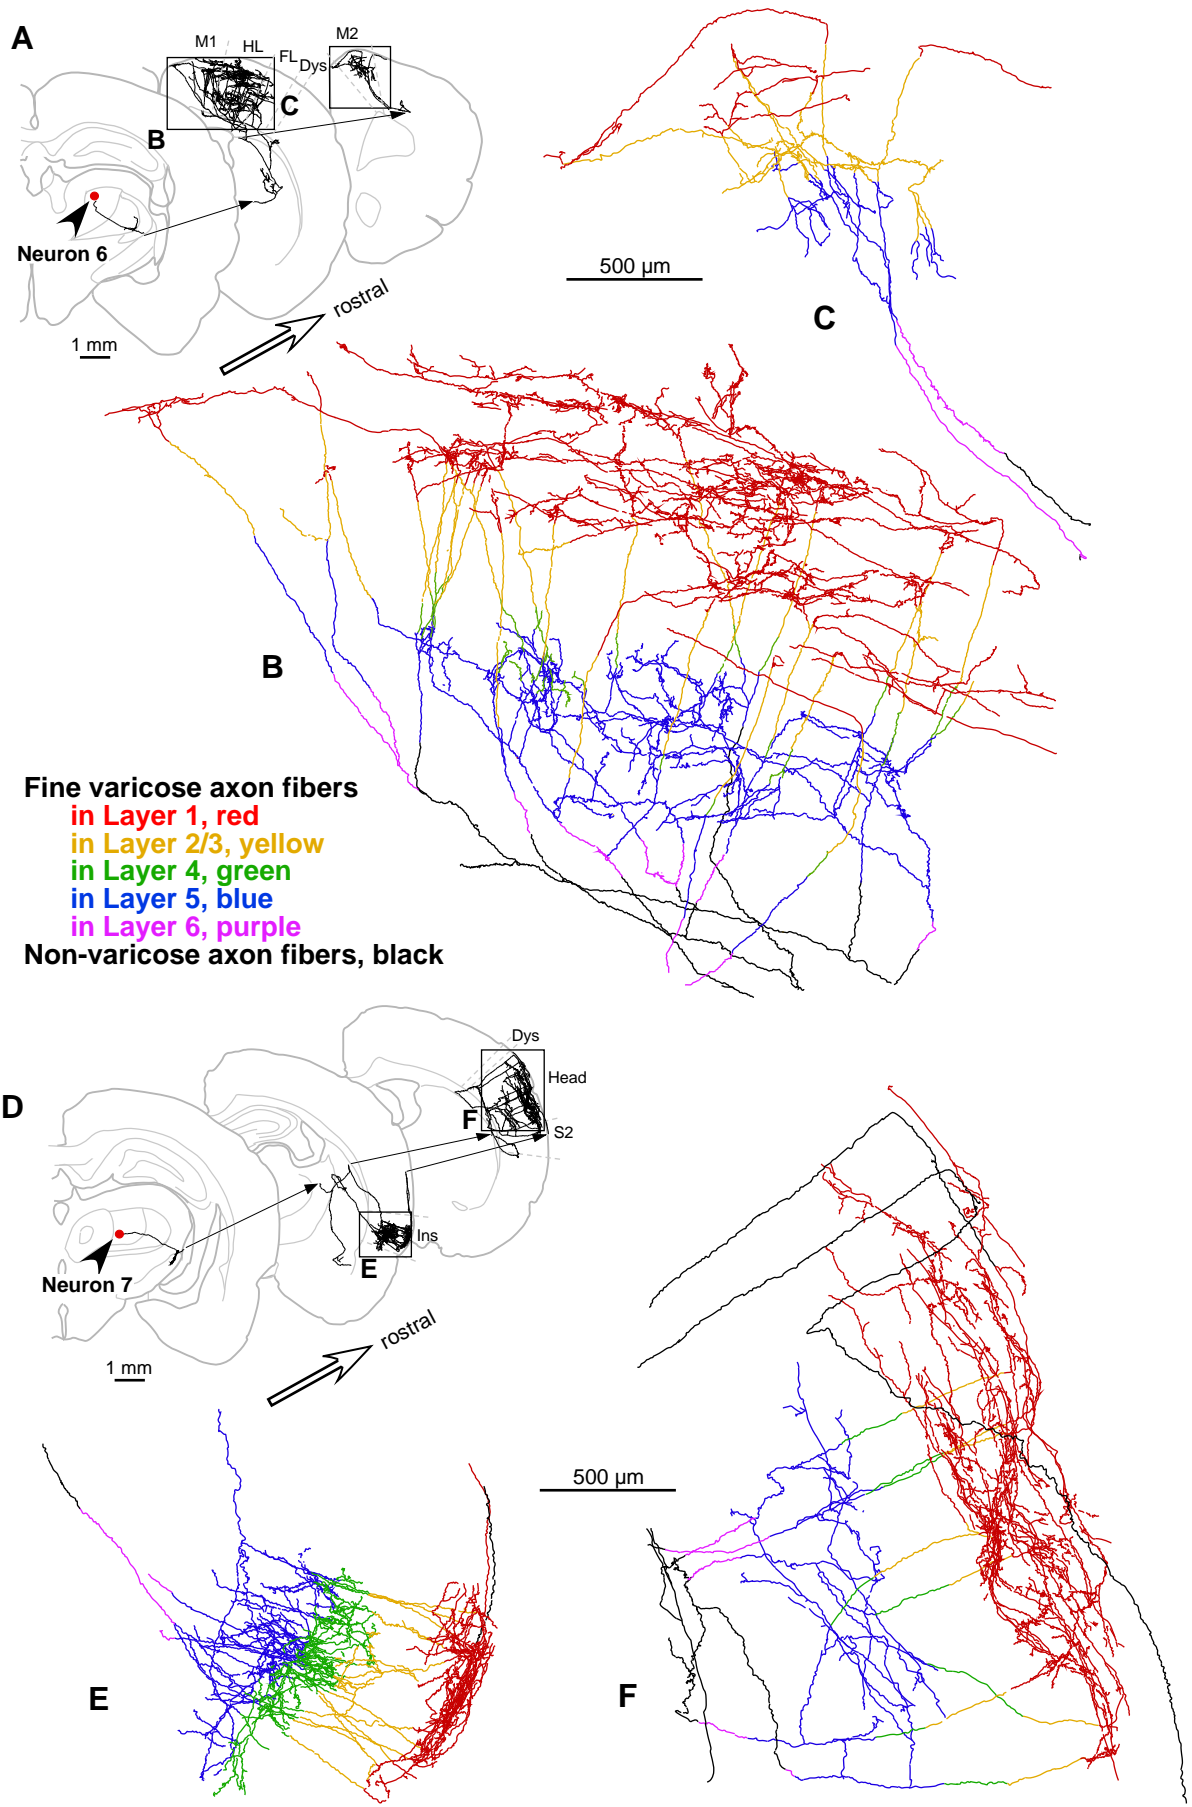 A
M1
HL
FL
Dys
M2
B
C
Neuron 6
1 mm
rostral
500 µm
C
B
Fine varicose axon fibers
in Layer 1, red
in Layer 2/3, yellow
in Layer 4, green
in Layer 5, blue
in Layer 6, purple
Non-varicose axon fibers, black
D
Dys
Head
F
S2
Ins
E
Neuron 7
1 mm
rostral
500 µm
E
F